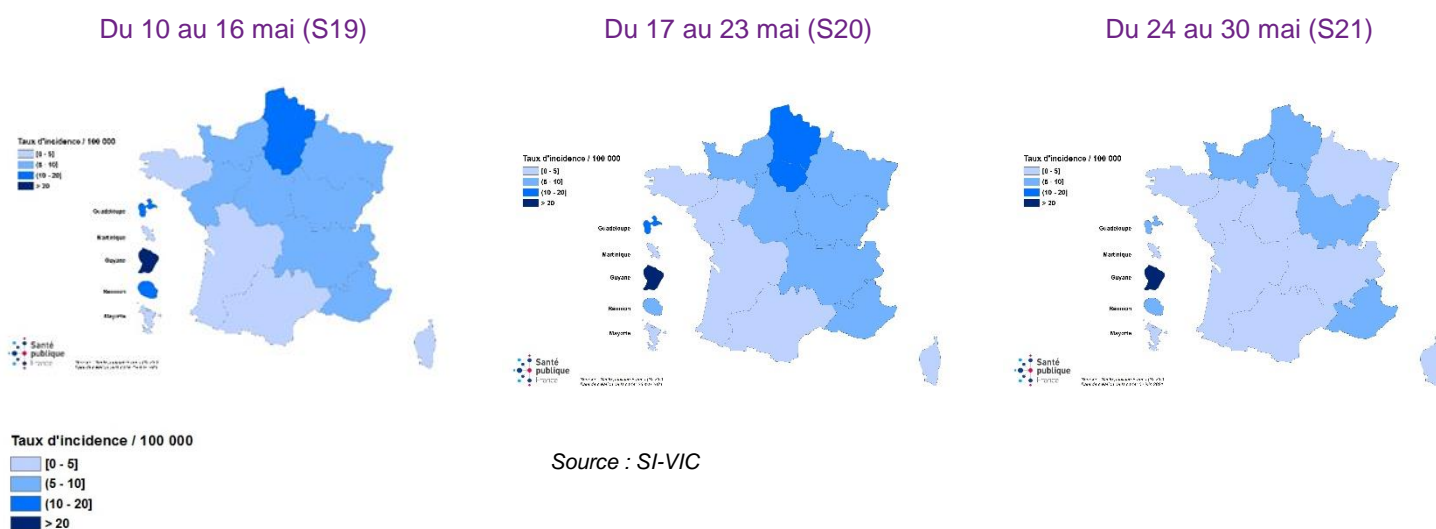 Du 10 au 16 mai (S19)
Du 17 au 23 mai (S20)
Du 24 au 30 mai (S21)
Taux d'incidence / 100 000
[0 - 5]
(5 - 10]
(10 - 20]
> 20
Guadeloupe
Martinique
Guyane
Réunion
Mayotte
Santé
publique
France
Taux d'incidence / 100 000
[0 - 5]
(5 - 10]
(10 - 20]
> 20
Guadeloupe
Martinique
Guyane
Réunion
Mayotte
Santé
publique
France
Taux d'incidence / 100 000
[0 - 5]
(5 - 10]
(10 - 20]
> 20
Guadeloupe
Martinique
Guyane
Réunion
Mayotte
Santé
publique
France
Taux d'incidence / 100 000
[0 - 5]
(5 - 10]
(10 - 20]
> 20
Source : SI-VIC